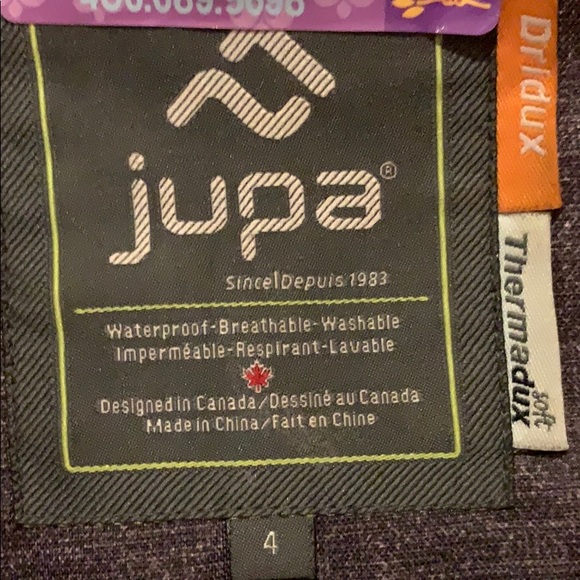 jupa®
Since|Depuis 1983
Waterproof-Breathable-Washable
Imperméable-Respirant-Lavable
Designed in Canada/Dessiné au Canada
Made in China/Fait en Chine
4
Dridux
Thermadux
soft